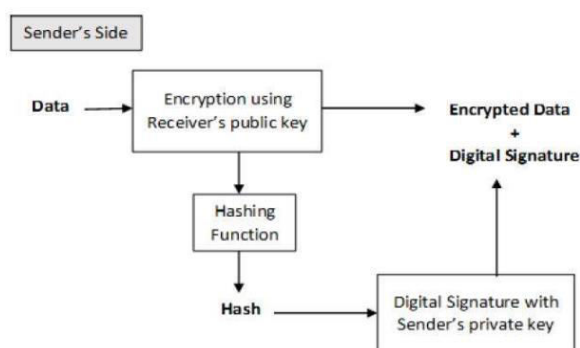 Sender's Side
Data
Encryption using
Receiver's public key
Encrypted Data
+
Digital Signature
Hashing
Function
Hash
Digital Signature with
Sender's private key